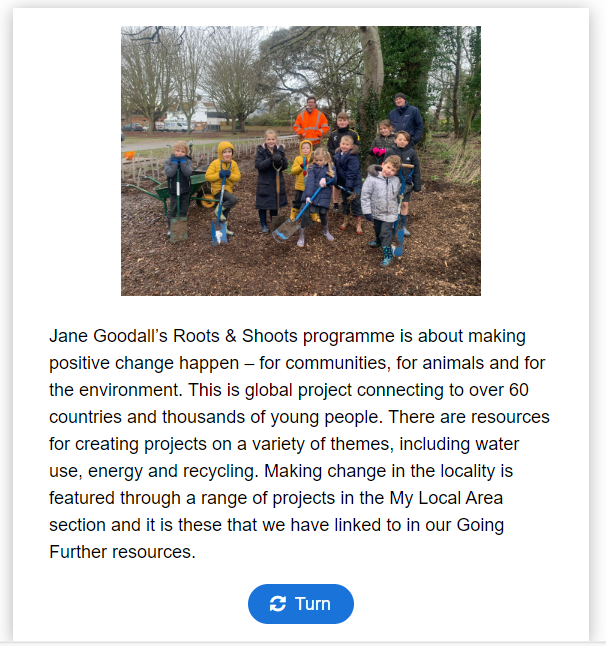 Jane Goodall’s Roots & Shoots programme is about making
positive change happen – for communities, for animals and for
the environment. This is global project connecting to over 60
countries and thousands of young people. There are resources
for creating projects on a variety of themes, including water
use, energy and recycling. Making change in the locality is
featured through a range of projects in the My Local Area
section and it is these that we have linked to in our Going
Further resources.
Turn